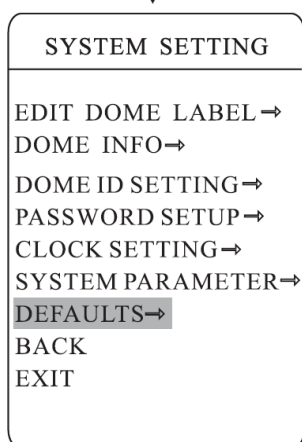 SYSTEM SETTING
EDIT DOME LABEL⇒
DOME INFO⇒
DOME ID SETTING⇒
PASSWORD SETUP⇒
CLOCK SETTING⇒
SYSTEM PARAMETER⇒
DEFAULTS⇒
BACK
EXIT